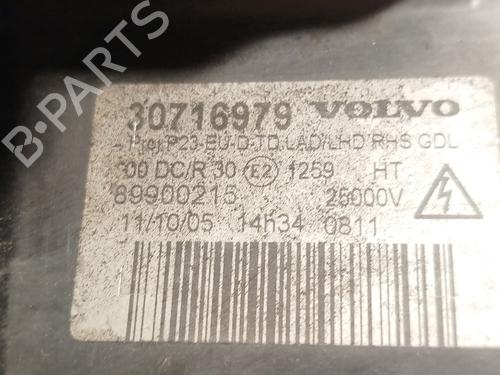 30716979 VOLVO
P23-EU-D-TD LAD/LHD RHS GDL
00 DC/R 30 E2 1259 HT
89900215 25000V
11/10/05 14h34 0811
B-PARTS